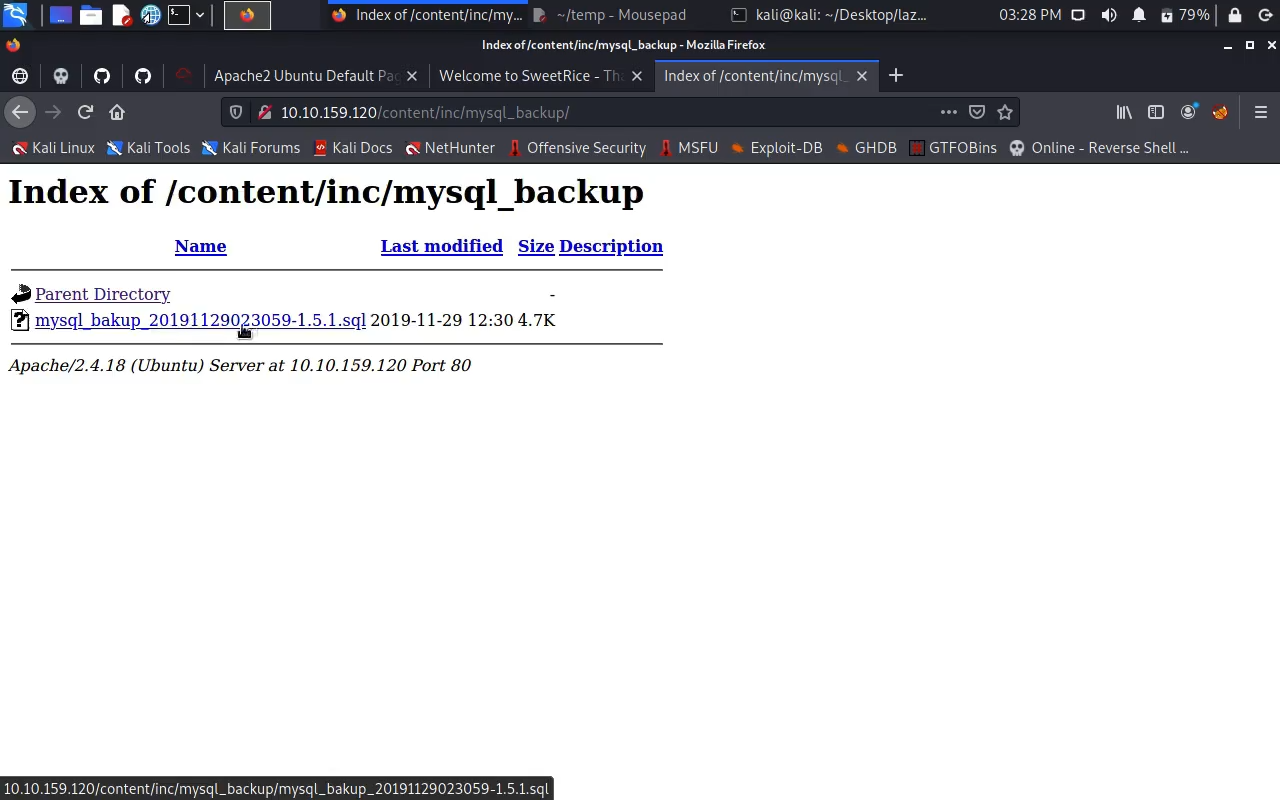 Index of /content/inc/my...
~/temp - Mousepad
kali@kali: ~/Desktop/laz...
03:28 PM
79%
Index of /content/inc/mysql_backup - Mozilla Firefox
Apache2 Ubuntu Default Pag
Welcome to SweetRice - Tha
Index of /content/inc/mysql_
10.10.159.120/content/inc/mysql_backup/
Kali Linux
Kali Tools
Kali Forums
Kali Docs
NetHunter
Offensive Security
MSFU
Exploit-DB
GHDB
GTFOBins
Online - Reverse Shell ...
Index of /content/inc/mysql_backup
Name Last modified Size Description
Parent Directory -
mysql_bakup_20191129023059-1.5.1.sql 2019-11-29 12:30 4.7K
Apache/2.4.18 (Ubuntu) Server at 10.10.159.120 Port 80
10.10.159.120/content/inc/mysql_backup/mysql_bakup_20191129023059-1.5.1.sql